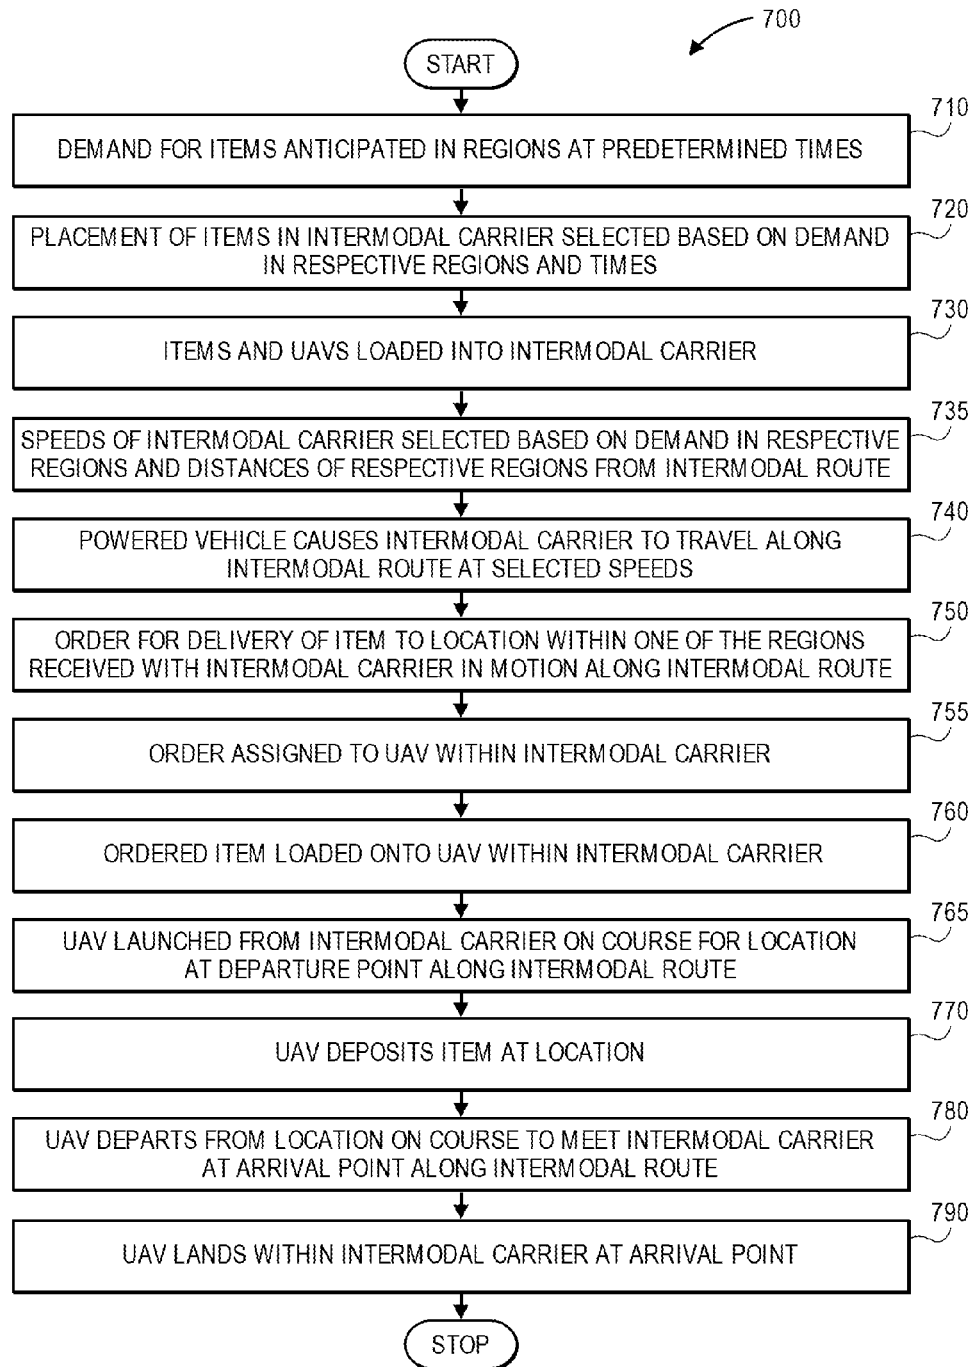 700
START
710
DEMAND FOR ITEMS ANTICIPATED IN REGIONS AT PREDETERMINED TIMES
720
PLACEMENT OF ITEMS IN INTERMODAL CARRIER SELECTED BASED ON DEMAND
IN RESPECTIVE REGIONS AND TIMES
730
ITEMS AND UAVS LOADED INTO INTERMODAL CARRIER
735
SPEEDS OF INTERMODAL CARRIER SELECTED BASED ON DEMAND IN RESPECTIVE
REGIONS AND DISTANCES OF RESPECTIVE REGIONS FROM INTERMODAL ROUTE
740
POWERED VEHICLE CAUSES INTERMODAL CARRIER TO TRAVEL ALONG
INTERMODAL ROUTE AT SELECTED SPEEDS
750
ORDER FOR DELIVERY OF ITEM TO LOCATION WITHIN ONE OF THE REGIONS
RECEIVED WITH INTERMODAL CARRIER IN MOTION ALONG INTERMODAL ROUTE
755
ORDER ASSIGNED TO UAV WITHIN INTERMODAL CARRIER
760
ORDERED ITEM LOADED ONTO UAV WITHIN INTERMODAL CARRIER
765
UAV LAUNCHED FROM INTERMODAL CARRIER ON COURSE FOR LOCATION
AT DEPARTURE POINT ALONG INTERMODAL ROUTE
770
UAV DEPOSITS ITEM AT LOCATION
780
UAV DEPARTS FROM LOCATION ON COURSE TO MEET INTERMODAL CARRIER
AT ARRIVAL POINT ALONG INTERMODAL ROUTE
790
UAV LANDS WITHIN INTERMODAL CARRIER AT ARRIVAL POINT
STOP